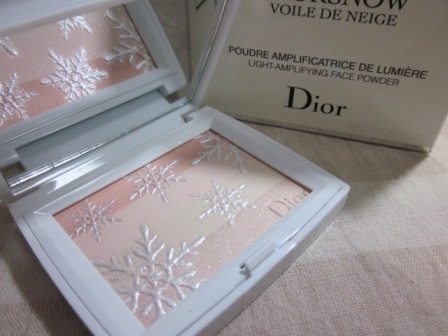 VOILE DE NEIGE
POUDRE AMPLIFICATRICE DE LUMIÈRE
LIGHT-AMPLIFYING FACE POWDER
Dior
Dior